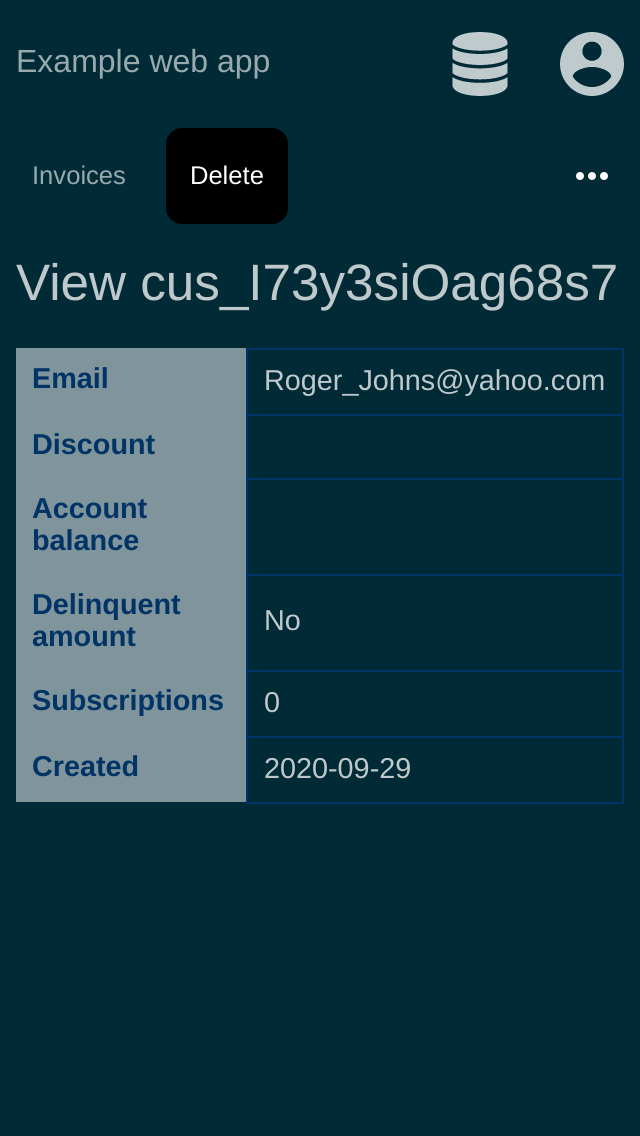 Example web app
Invoices
Delete
View cus_I73y3siOag68s7
Email
Roger_Johns@yahoo.com
Discount
Account
balance
Delinquent
amount
No
Subscriptions
0
Created
2020-09-29